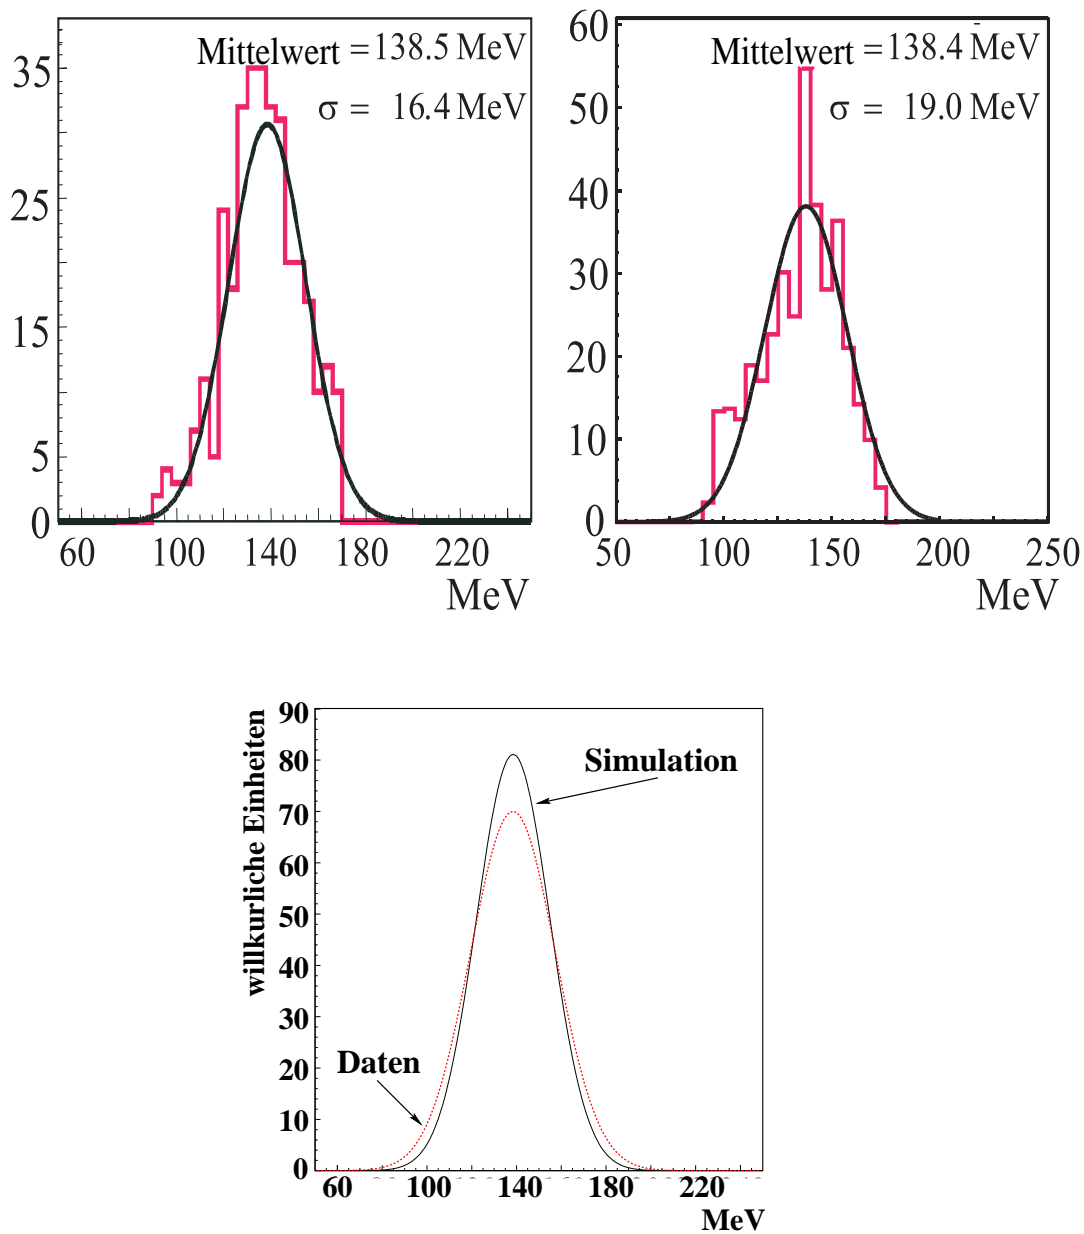 Mittelwert = 138.5 MeV
σ = 16.4 MeV
35
25
15
5
0
60 100 140 180 220
MeV
Mittelwert = 138.4 MeV
σ = 19.0 MeV
60
50
40
30
20
10
0
50 100 150 200 250
MeV
willkurliche Einheiten
90
80
70
60
50
40
30
20
10
0
Simulation
Daten
60 100 140 180 220
MeV